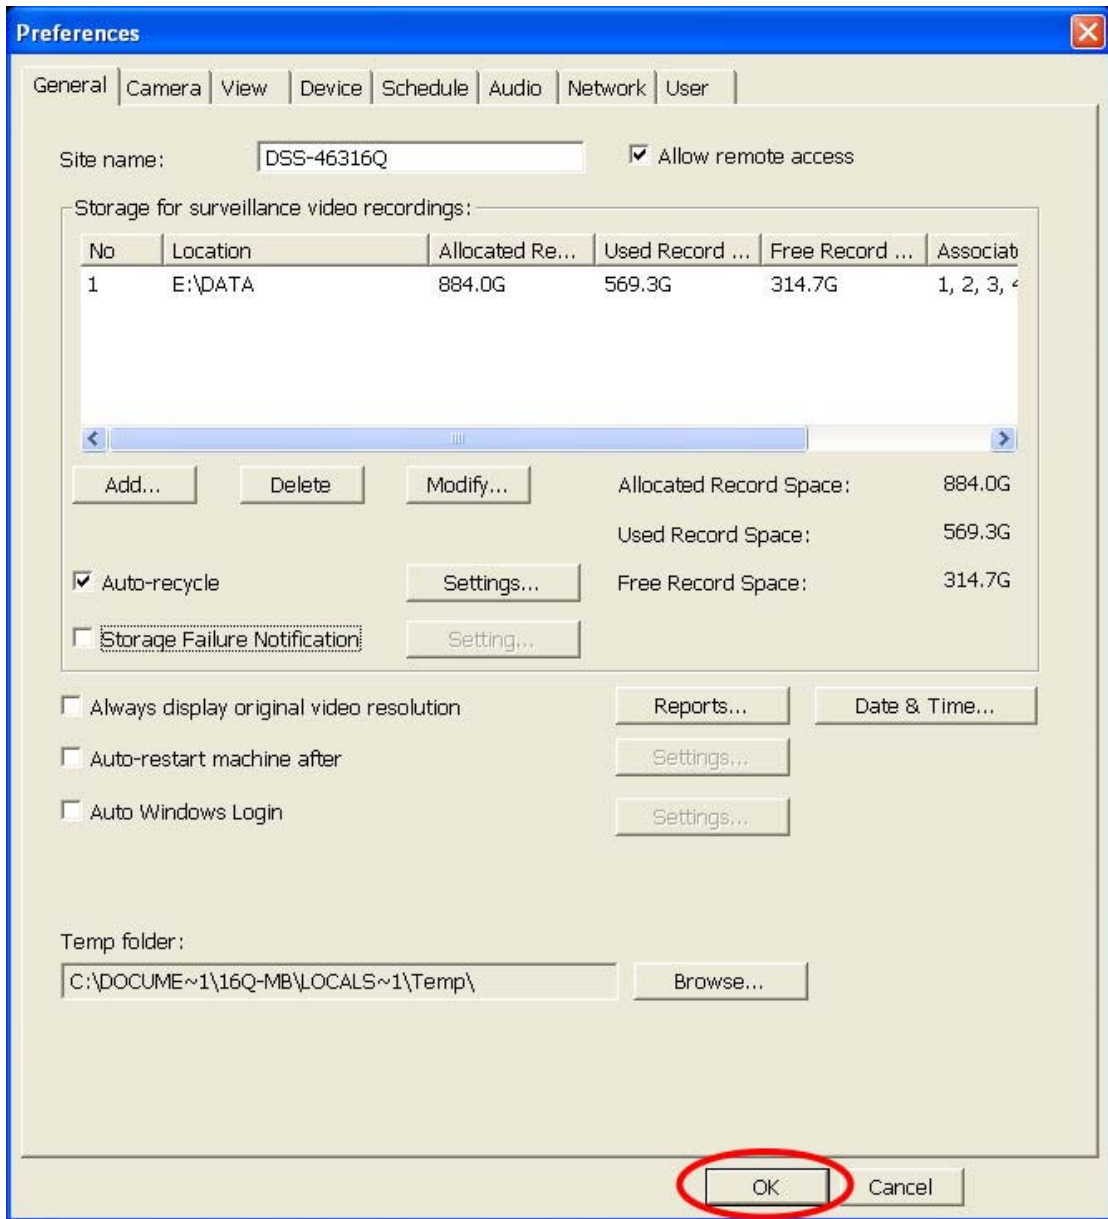 Preferences
General Camera View Device Schedule Audio Network User
Site name: DSS-46316Q Allow remote access
Storage for surveillance video recordings:
No Location Allocated Re... Used Record ... Free Record ... Associat
1 E:\DATA 884.0G 569.3G 314.7G 1, 2, 3,
Add... Delete Modify... Allocated Record Space: 884.0G
Used Record Space: 569.3G
Auto-recycle Settings... Free Record Space: 314.7G
Storage Failure Notification Setting...
Always display original video resolution Reports... Date & Time...
Auto-restart machine after Settings...
Auto Windows Login Settings...
Temp folder:
C:\DOCUME~1\16Q-MB\LOCALS~1\Temp\ Browse...
OK Cancel